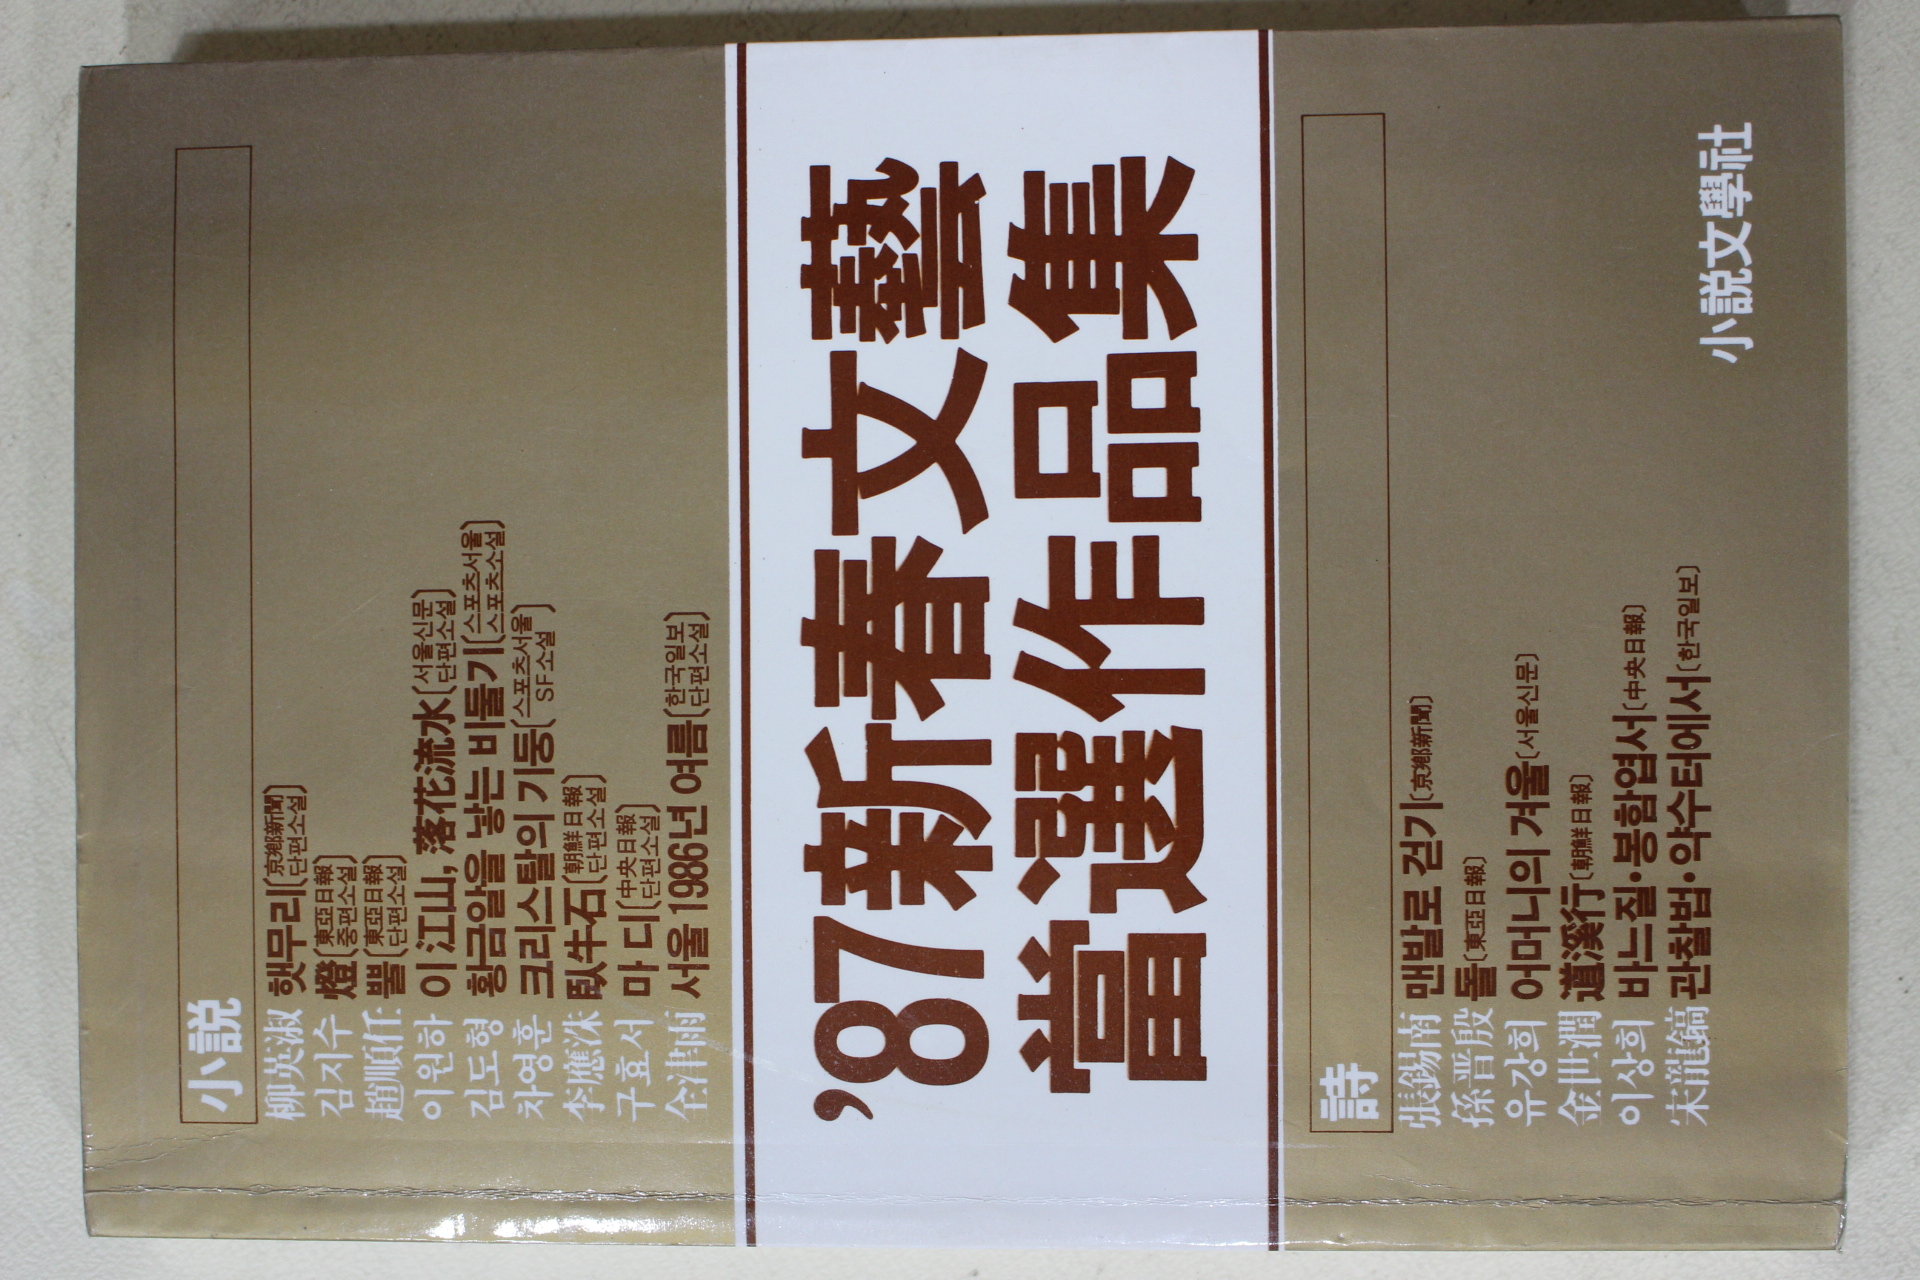 小説
柳英淑 햇무리(京鄕新聞 단편소설)
김지수 燈(東亞日報 중편소설)
趙順任 뿔(東亞日報 단편소설)
이원하 이 江山, 落花流水(서울신문 단편소설)
김도형 황금알을 낳는 비둘기(스포츠서울 스포츠소설)
차영훈 크리스탈의 기둥(스포츠서울 SF소설)
李應洙 臥牛石(朝鮮日報 단편소설)
구효서 마디(中央日報 단편소설)
全津雨 서울 1986년 여름(한국일보 단편소설)
'87新春文藝
當選作品集
詩
張錫南 맨발로 걷기(京鄕新聞)
孫晋殷 돌(東亞日報)
유강희 어머니의 겨울(서울신문)
金世潤 道溪行(朝鮮日報)
이상희 바느질·봉함엽서(中央日報)
宋龍鎬 관찰법·약수터에서(한국일보)
小説文學社